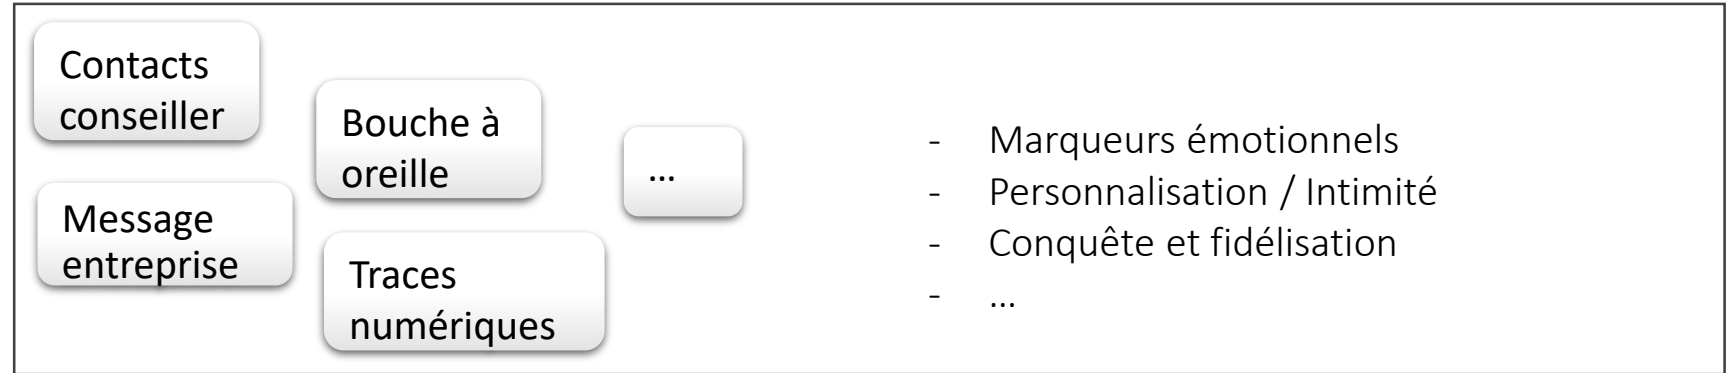 Contacts
conseiller
Message
entreprise
Bouche à
oreille
Traces
numériques
...
- Marqueurs émotionnels
- Personnalisation / Intimité
- Conquête et fidélisation
- ...